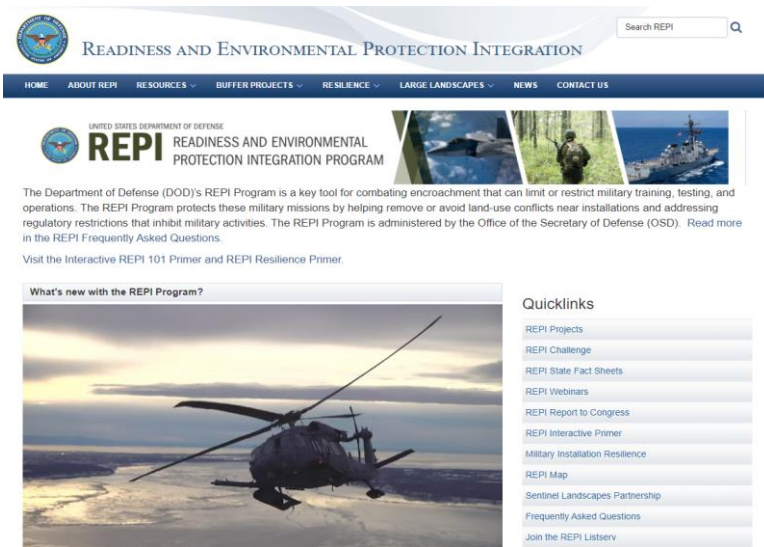 Search REPI
READINESS AND ENVIRONMENTAL PROTECTION INTEGRATION
HOME ABOUT REPI RESOURCES BUFFER PROJECTS RESILIENCE LARGE LANDSCAPES NEWS CONTACT US
UNITED STATES DEPARTMENT OF DEFENSE
REPI READINESS AND ENVIRONMENTAL
PROTECTION INTEGRATION PROGRAM
The Department of Defense (DOD)'s REPI Program is a key tool for combating encroachment that can limit or restrict military training, testing, and
operations. The REPI Program protects these military missions by helping remove or avoid land-use conflicts near installations and addressing
regulatory restrictions that inhibit military activities. The REPI Program is administered by the Office of the Secretary of Defense (OSD). Read more
in the REPI Frequently Asked Questions.
Visit the Interactive REPI 101 Primer and REPI Resilience Primer.
What's new with the REPI Program?
Quicklinks
REPI Projects
REPI Challenge
REPI State Fact Sheets
REPI Webinars
REPI Report to Congress
REPI Interactive Primer
Military Installation Resilience
REPI Map
Sentinel Landscapes Partnership
Frequently Asked Questions
Join the REPI Listserv